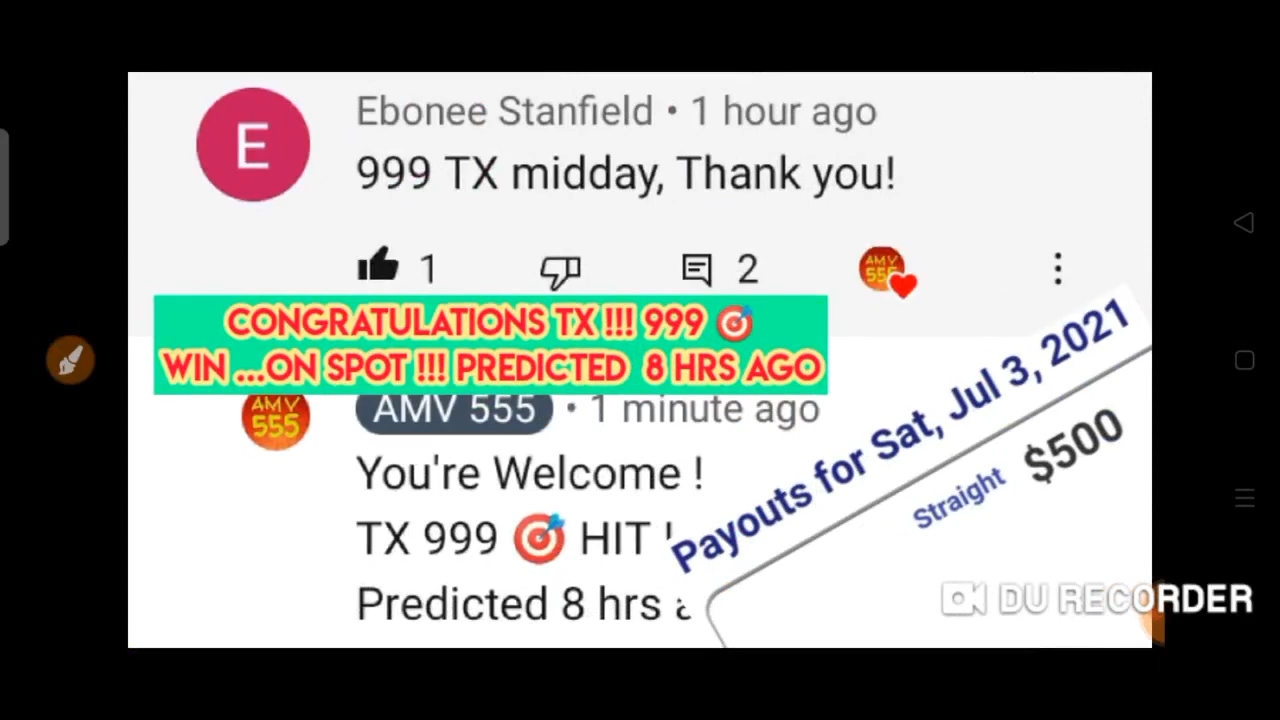 E
Ebonee Stanfield • 1 hour ago
999 TX midday, Thank you!
1
2
AMV
555
CONGRATULATIONS TX !!! 999 🎯
WIN ...ON SPOT !!! PREDICTED 8 HRS AGO
AMV
555
AMV 555 • 1 minute ago
You're Welcome !
TX 999 🎯 HIT !
Predicted 8 hrs
Payouts for Sat, Jul 3, 2021
Straight $500
DU RECORDER